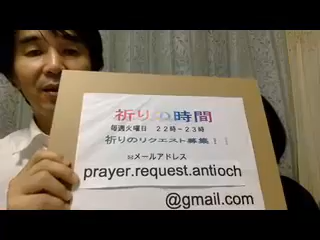 祈りの時間
毎週火曜日 22時~23時
祈りのリクエスト募集!!
メールアドレス
prayer.request.antioch
@gmail.com